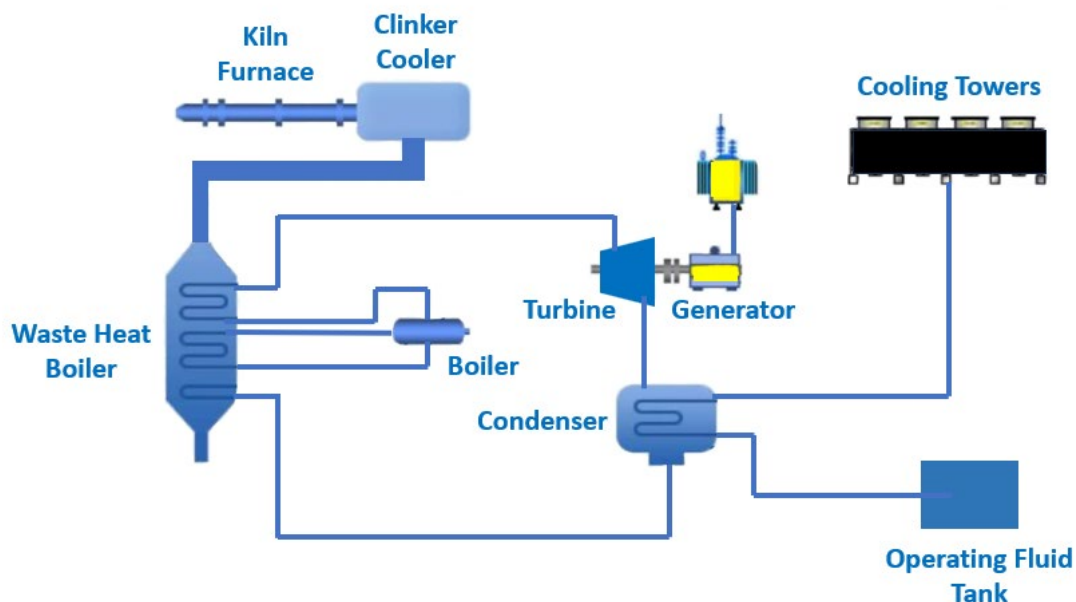 Kiln
Furnace
Clinker
Cooler
Cooling Towers
Turbine
Generator
Waste Heat
Boiler
Boiler
Condenser
Operating Fluid
Tank